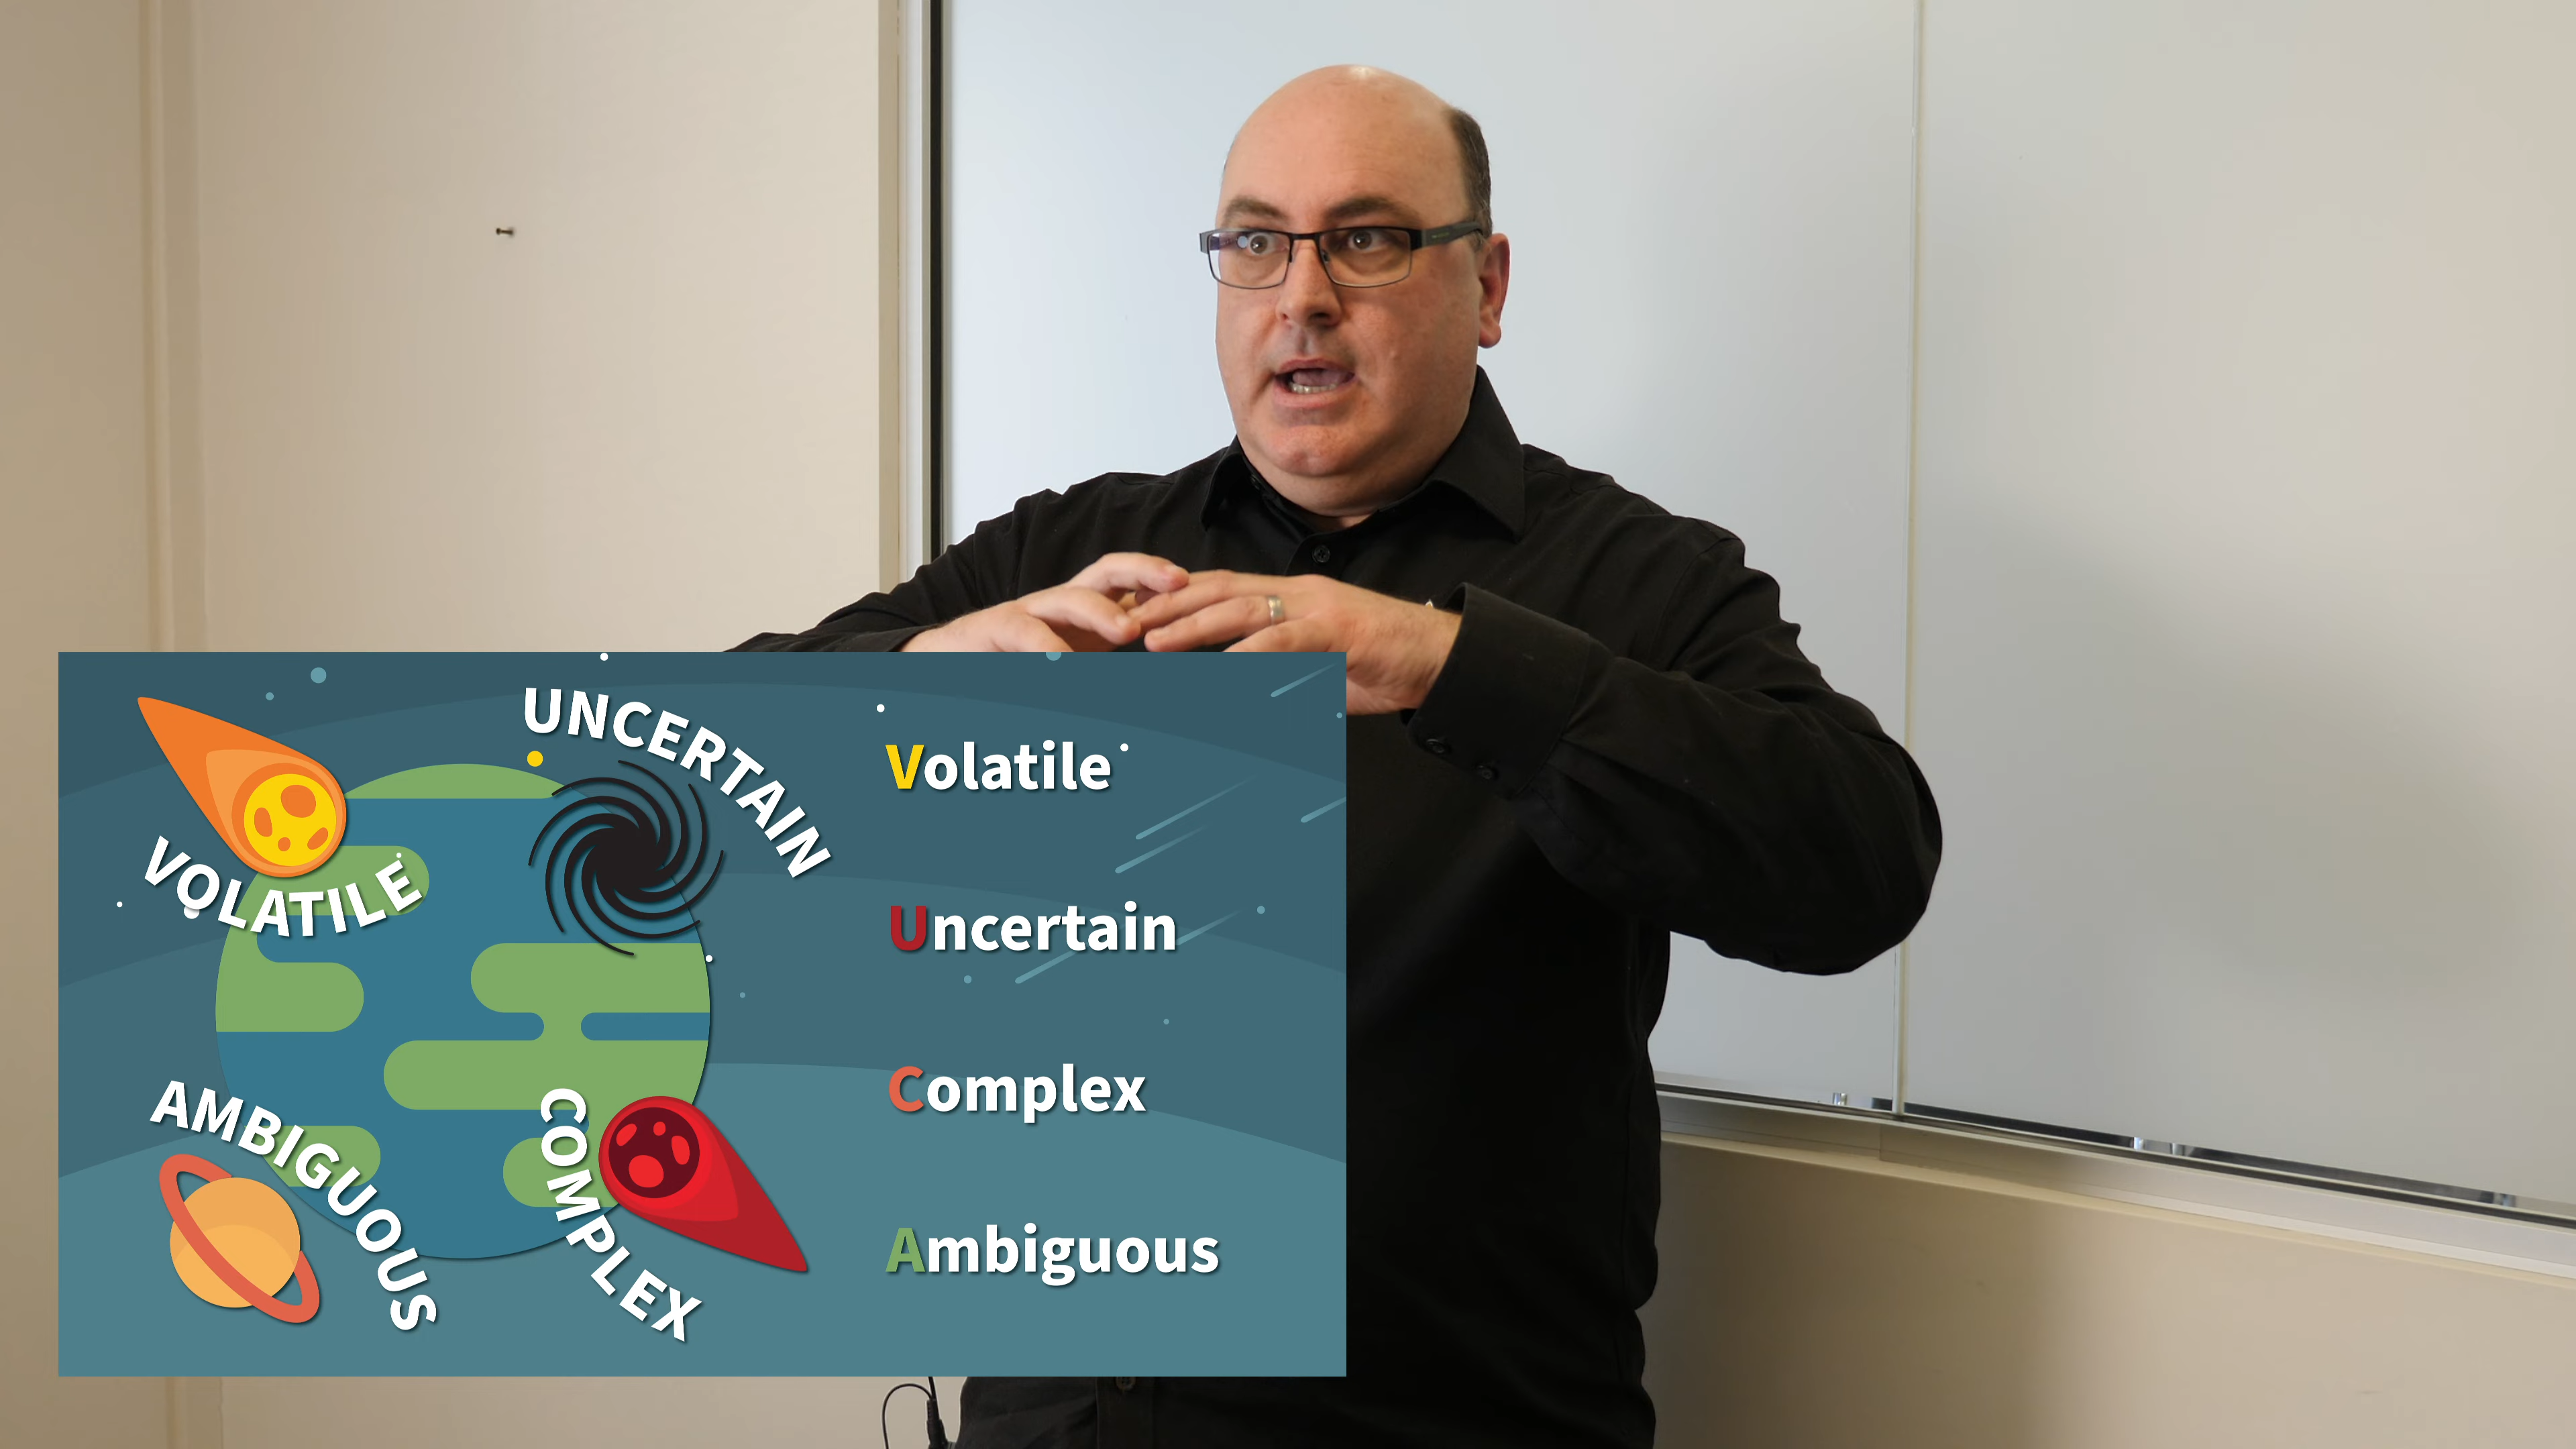 UNCERTAIN
VOLATILE
AMBIGUOUS
COMPLEX
Volatile
Uncertain
Complex
Ambiguous